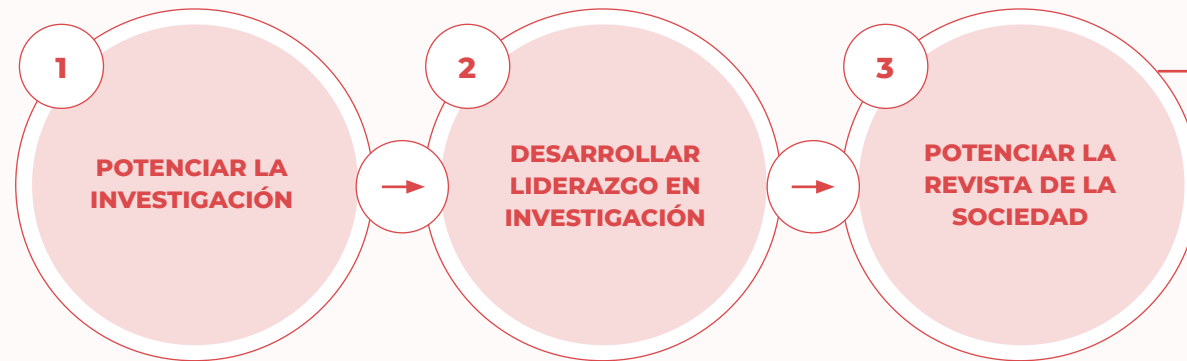 1
POTENCIAR LA
INVESTIGACIÓN
2
DESARROLLAR
LIDERAZGO EN
INVESTIGACIÓN
3
POTENCIAR LA
REVISTA DE LA
SOCIEDAD